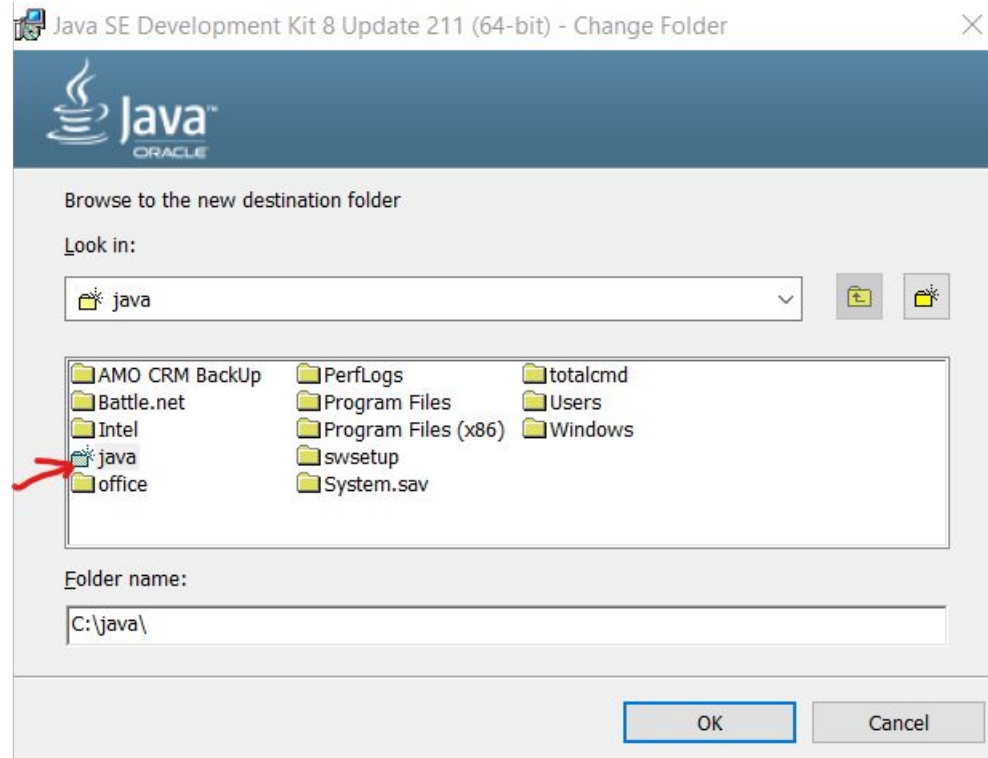 Java SE Development Kit 8 Update 211 (64-bit) - Change Folder
Java™
ORACLE
Browse to the new destination folder
Look in:
java
AMO CRM BackUp PerfLogs totalcmd
Battle.net Program Files Users
Intel Program Files (x86) Windows
java swsetup
office System.sav
Folder name:
C:\java\
OK Cancel